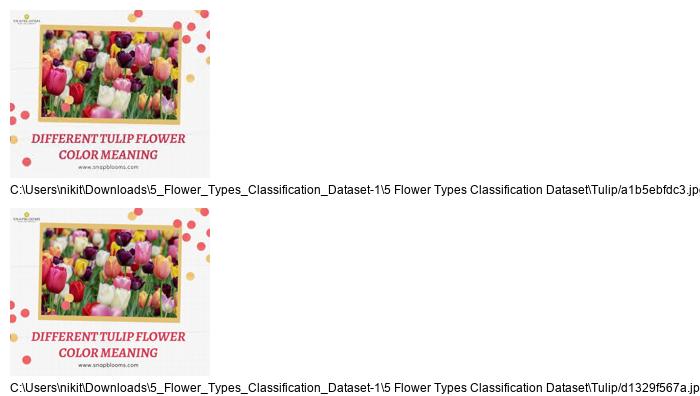 DIFFERENT TULIP FLOWER
COLOR MEANING
www.snapblooms.com
C:\Users\nikit\Downloads\5_Flower_Types_Classification_Dataset-1\5 Flower Types Classification Dataset\Tulip/a1b5ebfdc3.jp
DIFFERENT TULIP FLOWER
COLOR MEANING
www.snapblooms.com
C:\Users\nikit\Downloads\5_Flower_Types_Classification_Dataset-1\5 Flower Types Classification Dataset\Tulip/d1329f567a.jp